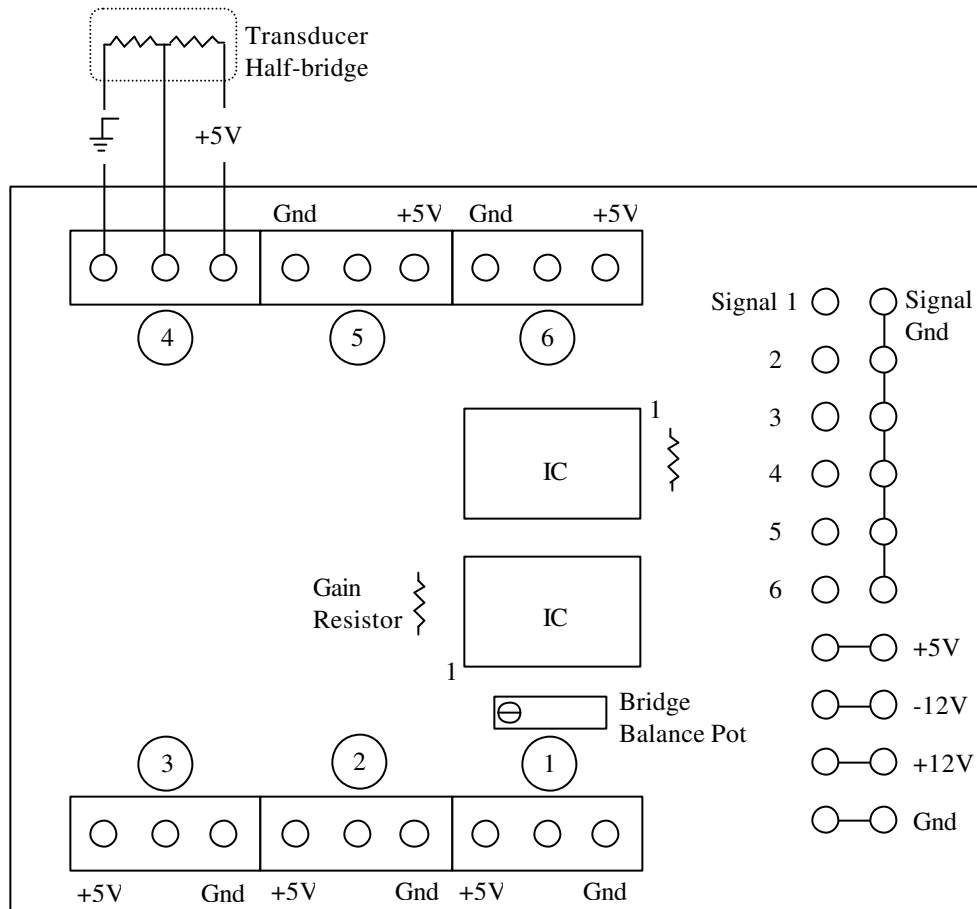 Transducer
Half-bridge
+5V
Gnd +5V Gnd +5V
4 5 6
Signal 1 Signal
Gnd
2
3
4
5
6
1
IC
Gain
Resistor
IC
1
+5V
-12V
+12V
Gnd
Bridge
Balance Pot
3 2 1
+5V Gnd +5V Gnd +5V Gnd